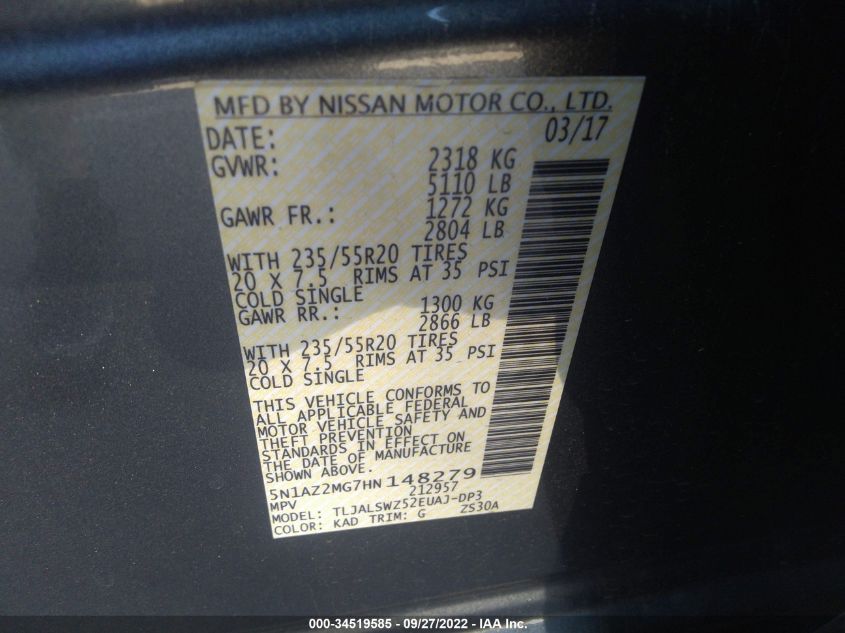 MFD BY NISSAN MOTOR CO., LTD.
DATE: 03/17
GVWR: 2318 KG
5110 LB
GAWR FR.: 1272 KG
2804 LB
WITH 235/55R20 TIRES
20 X 7.5 RIMS AT 35 PSI
COLD SINGLE
GAWR RR.: 1300 KG
2866 LB
WITH 235/55R20 TIRES
20 X 7.5 RIMS AT 35 PSI
COLD SINGLE
THIS VEHICLE CONFORMS TO
ALL APPLICABLE FEDERAL
MOTOR VEHICLE SAFETY AND
THEFT PREVENTION
STANDARDS IN EFFECT ON
THE DATE OF MANUFACTURE
SHOWN ABOVE.
5N1AZ2MG7HN 148279
MPV 212957
MODEL: TLJALSWZ52EUAJ-DP3
COLOR: KAD TRIM: G ZS30A
000-34519585 / 09/27/2022 - IAA Inc.